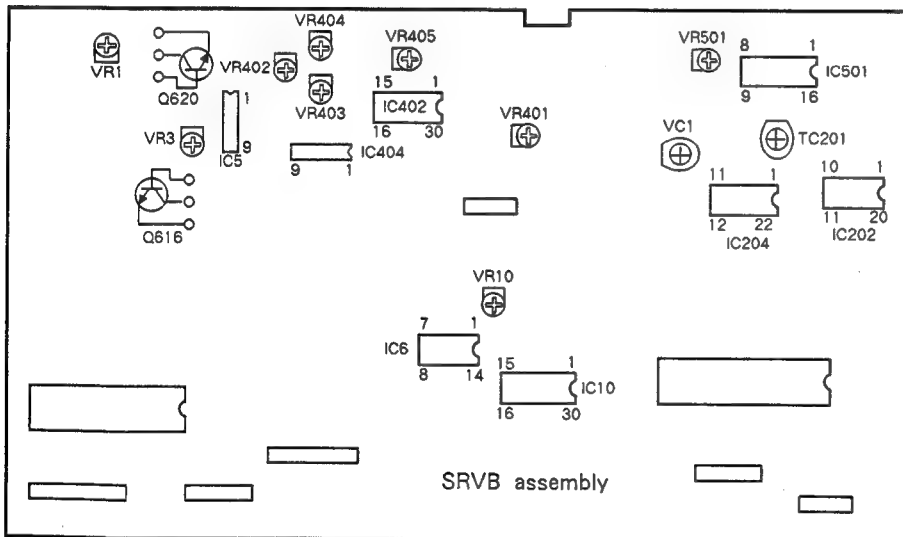 VR404
VR405
VR501
8 1
IC501
9 16
VR1
VR402
Q620
1
9
IC5
VR403
15 1
IC402
16 30
VR401
VC1
TC201
VR3
IC404
9 1
11 1
12 22
IC204
10 1
11 20
IC202
Q616
VR10
7 1
IC6
8 14
15 1
IC10
16 30
SRVB assembly